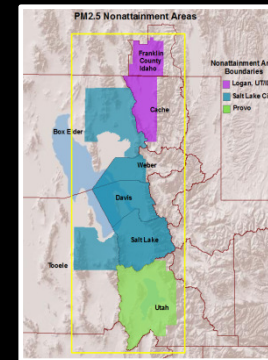 PM2.5 Nonattainment Areas
Franklin
County
Idaho
Nonattainment Are
Boundaries
Logan, UT/I
Salt Lake Ci
Provo
Cache
Box Elder
Weber
Davis
Salt Lake
Tooele
Utah